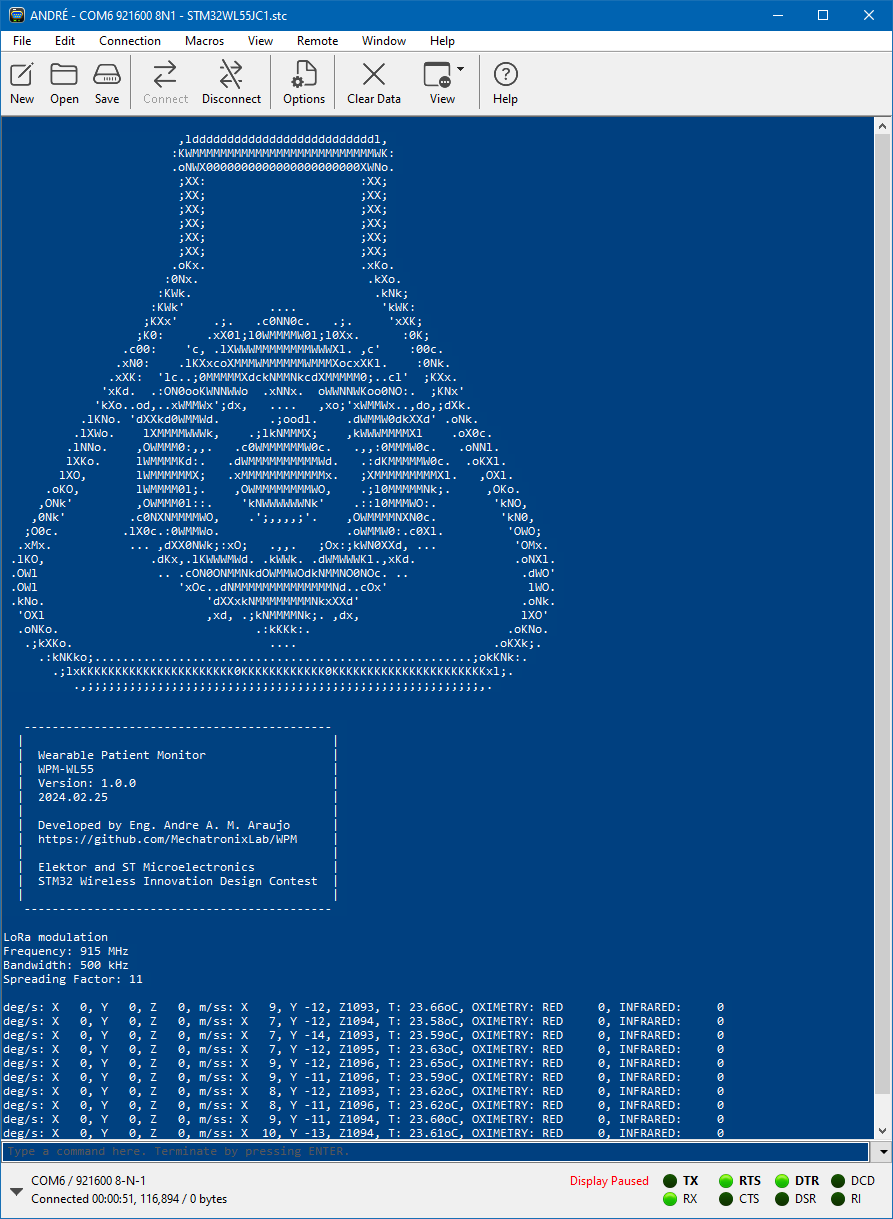 ANDRÉ - COM6 921600 8N1 - STM32WL55JC1.stc
File Edit Connection Macros View Remote Window Help
New Open Save Connect Disconnect Options Clear Data View Help
Wearable Patient Monitor
WPM-WL55
Version: 1.0.0
2024.02.25
Developed by Eng. Andre A. M. Araujo
https://github.com/MechatronixLab/WPM
Elektor and ST Microelectronics
STM32 Wireless Innovation Design Contest
LoRa modulation
Frequency: 915 MHz
Bandwidth: 500 kHz
Spreading Factor: 11
deg/s: X   0, Y   0, Z   0, m/ss: X   9, Y -12, Z1093, T: 23.66oC, OXIMETRY: RED     0, INFRARED:     0
deg/s: X   0, Y   0, Z   0, m/ss: X   7, Y -12, Z1094, T: 23.58oC, OXIMETRY: RED     0, INFRARED:     0
deg/s: X   0, Y   0, Z   0, m/ss: X   7, Y -14, Z1093, T: 23.59oC, OXIMETRY: RED     0, INFRARED:     0
deg/s: X   0, Y   0, Z   0, m/ss: X   7, Y -12, Z1095, T: 23.63oC, OXIMETRY: RED     0, INFRARED:     0
deg/s: X   0, Y   0, Z   0, m/ss: X   9, Y -12, Z1096, T: 23.65oC, OXIMETRY: RED     0, INFRARED:     0
deg/s: X   0, Y   0, Z   0, m/ss: X   9, Y -11, Z1096, T: 23.59oC, OXIMETRY: RED     0, INFRARED:     0
deg/s: X   0, Y   0, Z   0, m/ss: X   8, Y -12, Z1093, T: 23.62oC, OXIMETRY: RED     0, INFRARED:     0
deg/s: X   0, Y   0, Z   0, m/ss: X   8, Y -11, Z1096, T: 23.62oC, OXIMETRY: RED     0, INFRARED:     0
deg/s: X   0, Y   0, Z   0, m/ss: X   9, Y -11, Z1094, T: 23.60oC, OXIMETRY: RED     0, INFRARED:     0
deg/s: X   0, Y   0, Z   0, m/ss: X  10, Y -13, Z1094, T: 23.61oC, OXIMETRY: RED     0, INFRARED:     0
Type a command here. Terminate by pressing ENTER.
COM6 / 921600 8-N-1
Connected 00:00:51, 116,894 / 0 bytes
Display Paused TX RTS DTR DCD
RX CTS DSR RI